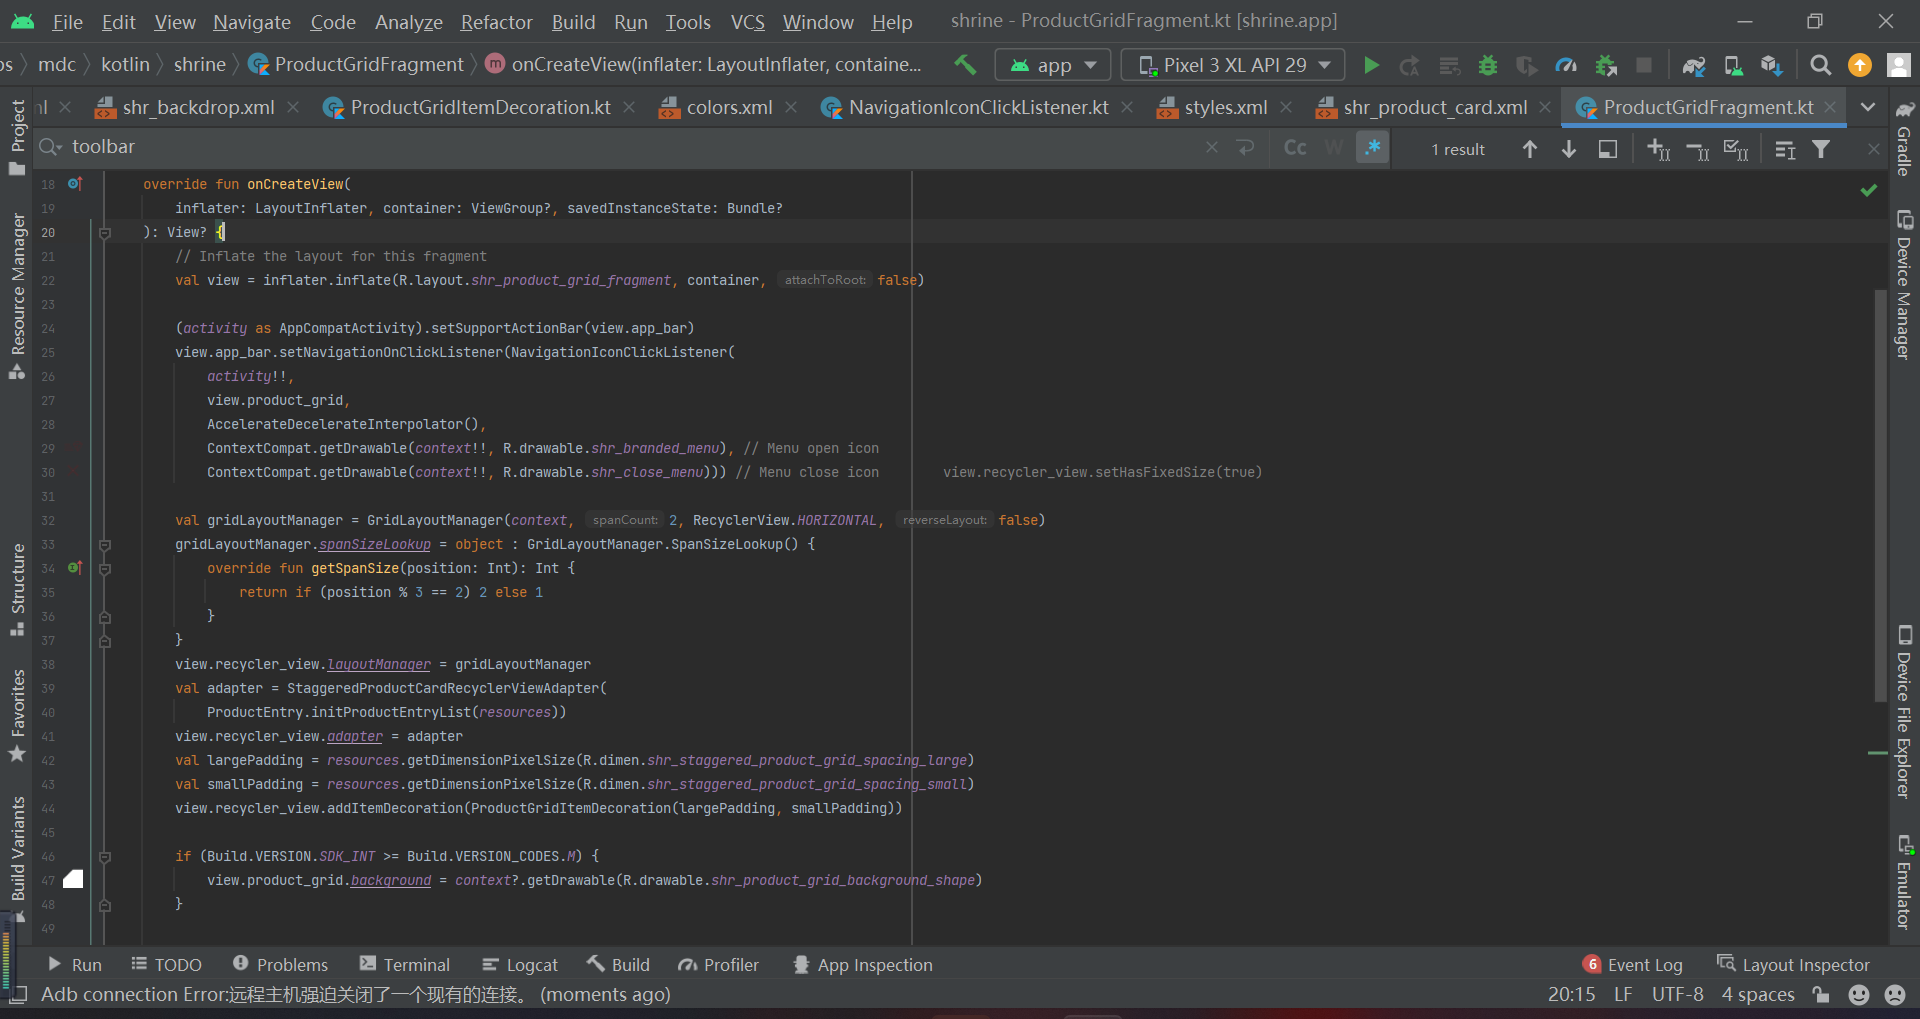 File Edit View Navigate Code Analyze Refactor Build Run Tools VCS Window Help shrine - ProductGridFragment.kt [shrine.app]
mdc kotlin shrine ProductGridFragment onCreateView(inflater: LayoutInflater, containe... app Pixel 3 XL API 29
shr_backdrop.xml ProductGridItemDecoration.kt colors.xml NavigationIconClickListener.kt styles.xml shr_product_card.xml ProductGridFragment.kt
toolbar Cc W .* 1 result
18 override fun onCreateView(
19 inflater: LayoutInflater, container: ViewGroup?, savedInstanceState: Bundle?
20 ): View? {
21 // Inflate the layout for this fragment
22 val view = inflater.inflate(R.layout.shr_product_grid_fragment, container, attachToRoot: false)
23
24 (activity as AppCompatActivity).setSupportActionBar(view.app_bar)
25 view.app_bar.setNavigationOnClickListener(NavigationIconClickListener(
26 activity!!,
27 view.product_grid,
28 AccelerateDecelerateInterpolator(),
29 ContextCompat.getDrawable(context!!, R.drawable.shr_branded_menu), // Menu open icon
30 ContextCompat.getDrawable(context!!, R.drawable.shr_close_menu))) // Menu close icon view.recycler_view.setHasFixedSize(true)
31
32 val gridLayoutManager = GridLayoutManager(context, spanCount: 2, RecyclerView.HORIZONTAL, reverseLayout: false)
33 gridLayoutManager.spanSizeLookup = object : GridLayoutManager.SpanSizeLookup() {
34 override fun getSpanSize(position: Int): Int {
35 return if (position % 3 == 2) 2 else 1
36 }
37 }
38 view.recycler_view.layoutManager = gridLayoutManager
39 val adapter = StaggeredProductCardRecyclerViewAdapter(
40 ProductEntry.initProductEntryList(resources))
41 view.recycler_view.adapter = adapter
42 val largePadding = resources.getDimensionPixelSize(R.dimen.shr_staggered_product_grid_spacing_large)
43 val smallPadding = resources.getDimensionPixelSize(R.dimen.shr_staggered_product_grid_spacing_small)
44 view.recycler_view.addItemDecoration(ProductGridItemDecoration(largePadding, smallPadding))
45
46 if (Build.VERSION.SDK_INT >= Build.VERSION_CODES.M) {
47 view.product_grid.background = context?.getDrawable(R.drawable.shr_product_grid_background_shape)
48 }
49
Project
Resource Manager
Structure
Favorites
Build Variants
Gradle
Device Manager
Device File Explorer
Emulator
Run TODO Problems Terminal Logcat Build Profiler App Inspection 6 Event Log Layout Inspector
Adb connection Error:远程主机强迫关闭了一个现有的连接。 (moments ago) 20:15 LF UTF-8 4 spaces